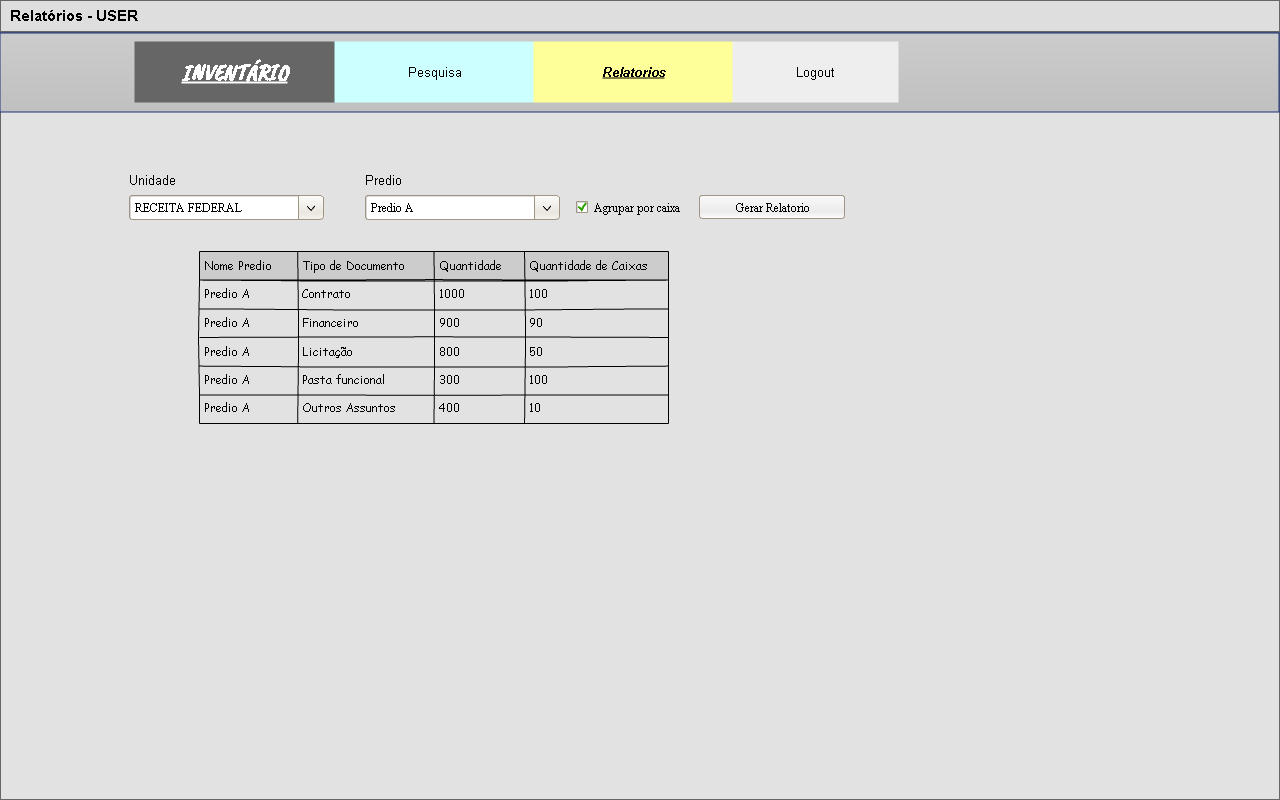 Relatórios - USER
INVENTÁRIO Pesquisa Relatorios Logout
Unidade Predio
RECEITA FEDERAL Predio A Agrupar por caixa Gerar Relatorio
Nome Predio Tipo de Documento Quantidade Quantidade de Caixas
Predio A Contrato 1000 100
Predio A Financeiro 900 90
Predio A Licitação 800 50
Predio A Pasta funcional 300 100
Predio A Outros Assuntos 400 10